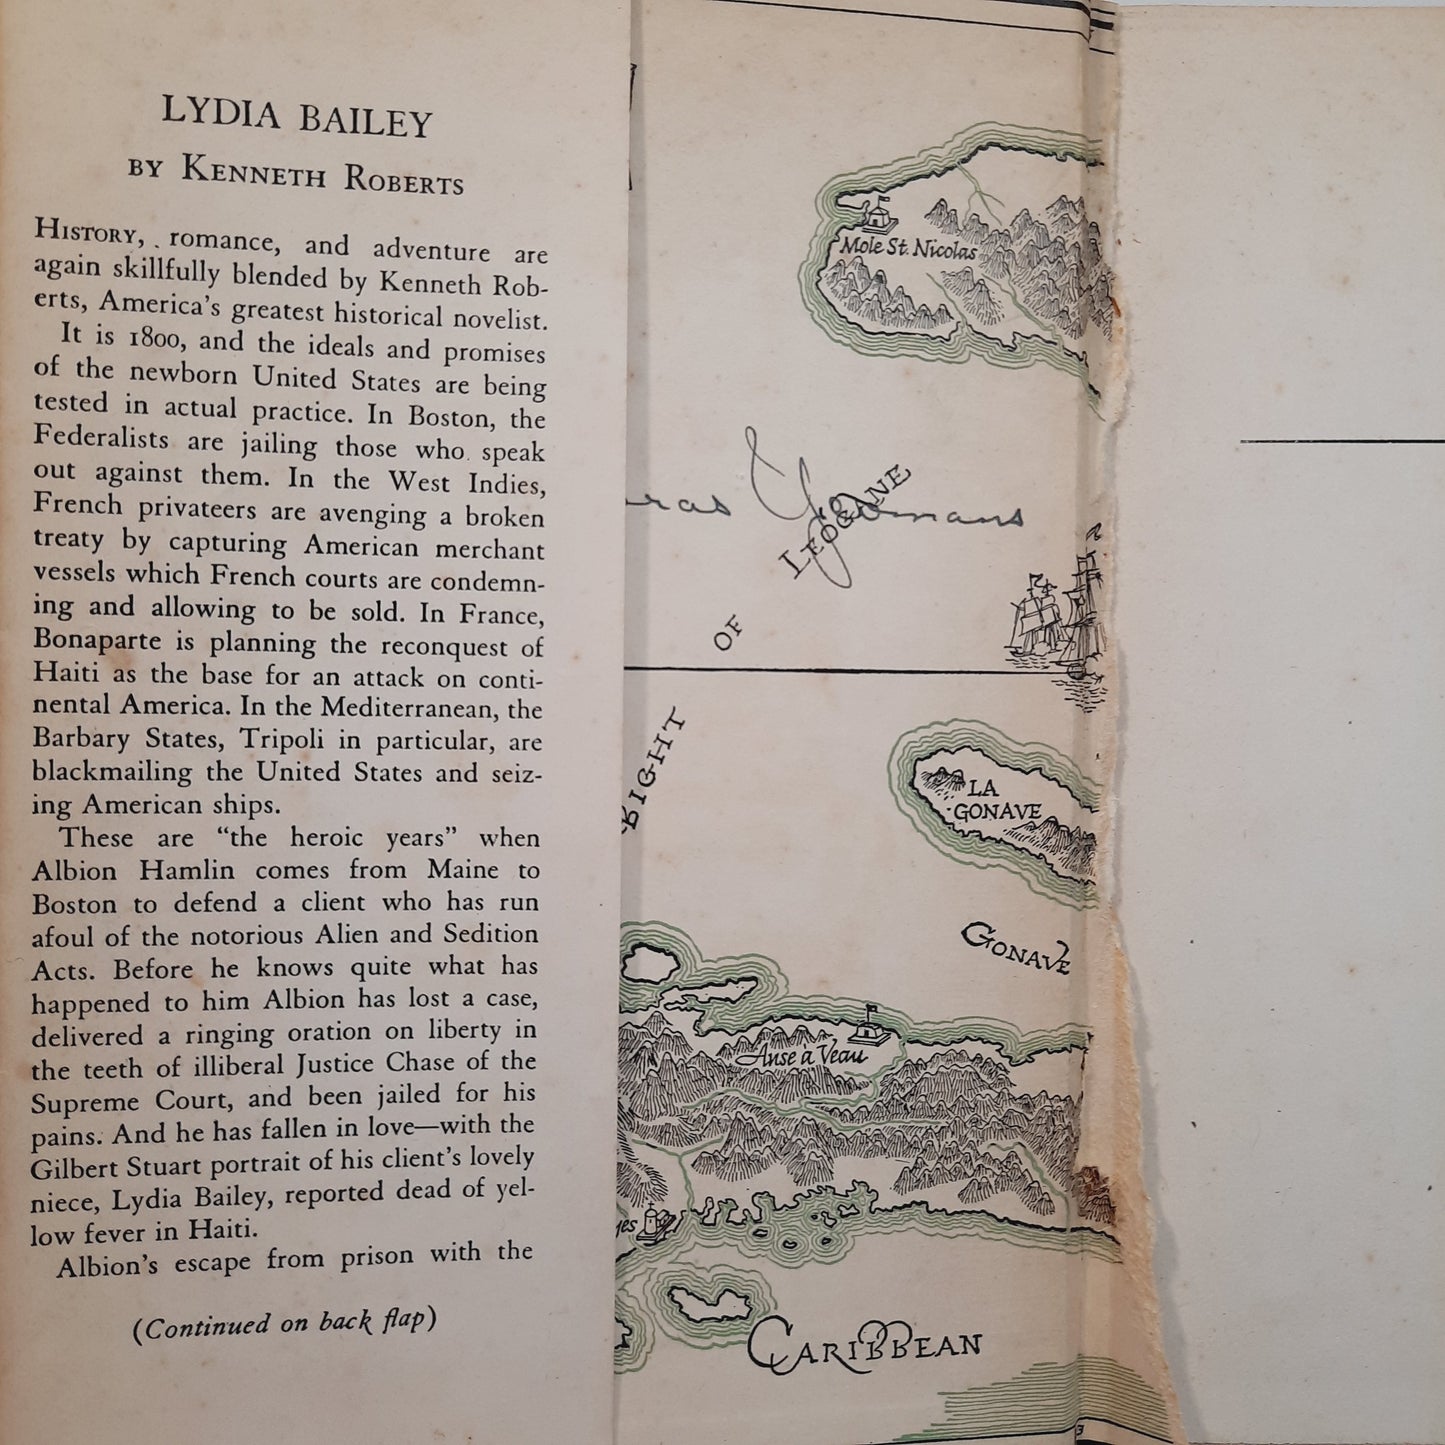 LYDIA BAILEY
BY KENNETH ROBERTS
HISTORY, romance, and adventure are
again skillfully blended by Kenneth Rob-
erts, America's greatest historical novelist.
It is 1800, and the ideals and promises
of the newborn United States are being
tested in actual practice. In Boston, the
Federalists are jailing those who speak
out against them. In the West Indies,
French privateers are avenging a broken
treaty by capturing American merchant
vessels which French courts are condemn-
ing and allowing to be sold. In France,
Bonaparte is planning the reconquest of
Haiti as the base for an attack on conti-
nental America. In the Mediterranean, the
Barbary States, Tripoli in particular, are
blackmailing the United States and seiz-
ing American ships.
These are "the heroic years" when
Albion Hamlin comes from Maine to
Boston to defend a client who has run
afoul of the notorious Alien and Sedition
Acts. Before he knows quite what has
happened to him Albion has lost a case,
delivered a ringing oration on liberty in
the teeth of illiberal Justice Chase of the
Supreme Court, and been jailed for his
pains. And he has fallen in love—with the
Gilbert Stuart portrait of his client's lovely
niece, Lydia Bailey, reported dead of yel-
low fever in Haiti.
Albion's escape from prison with the
(Continued on back flap)
Mole St. Nicolas
LEOGANE
OF
BIGHT
LA
GONAVE
GONAVE
Anse à Veau
yes
CARIBBEAN
3